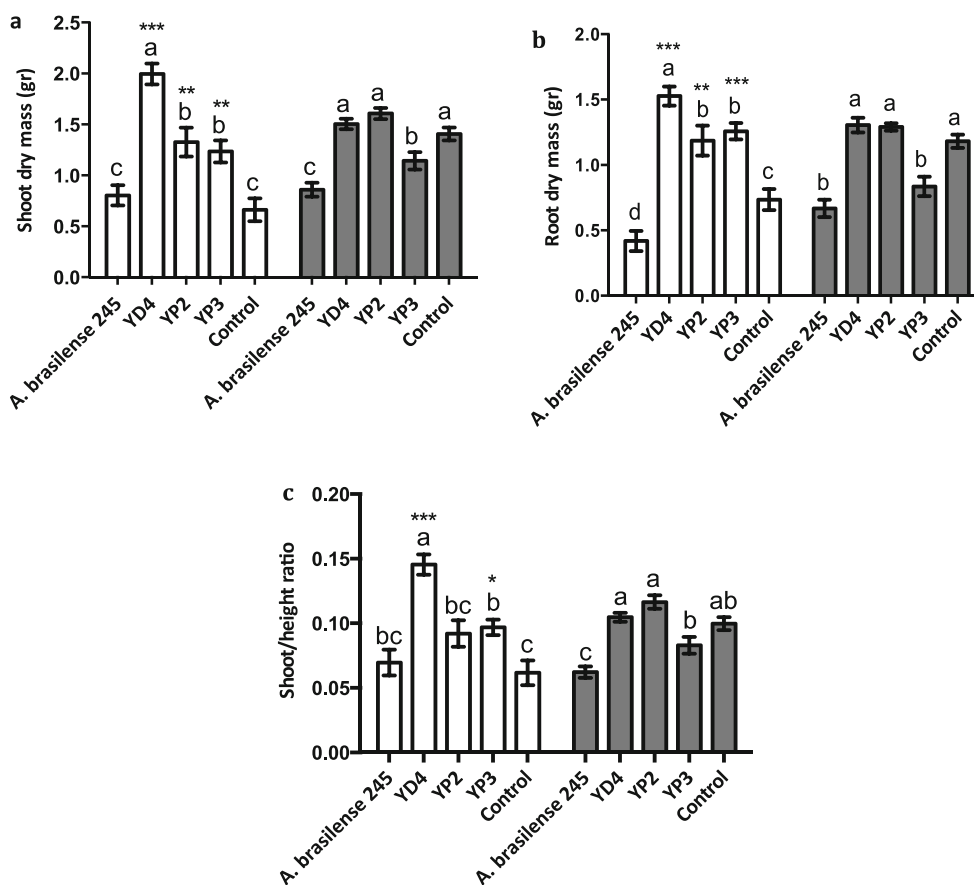 a
Shoot dry mass (gr)
2.5
2.0
1.5
1.0
0.5
0.0
*** ** **
c a b b c c a a b a
A. brasilense 245 YD4 YP2 YP3 Control A. brasilense 245 YD4 YP2 YP3 Control
b
Root dry mass (gr)
2.0
1.5
1.0
0.5
0.0
*** ** ***
d a b b c b a a b a
A. brasilense 245 YD4 YP2 YP3 Control A. brasilense 245 YD4 YP2 YP3 Control
c
Shoot/height ratio
0.20
0.15
0.10
0.05
0.00
*** *
bc a bc b c c a a b ab
A. brasilense 245 YD4 YP2 YP3 Control A. brasilense 245 YD4 YP2 YP3 Control